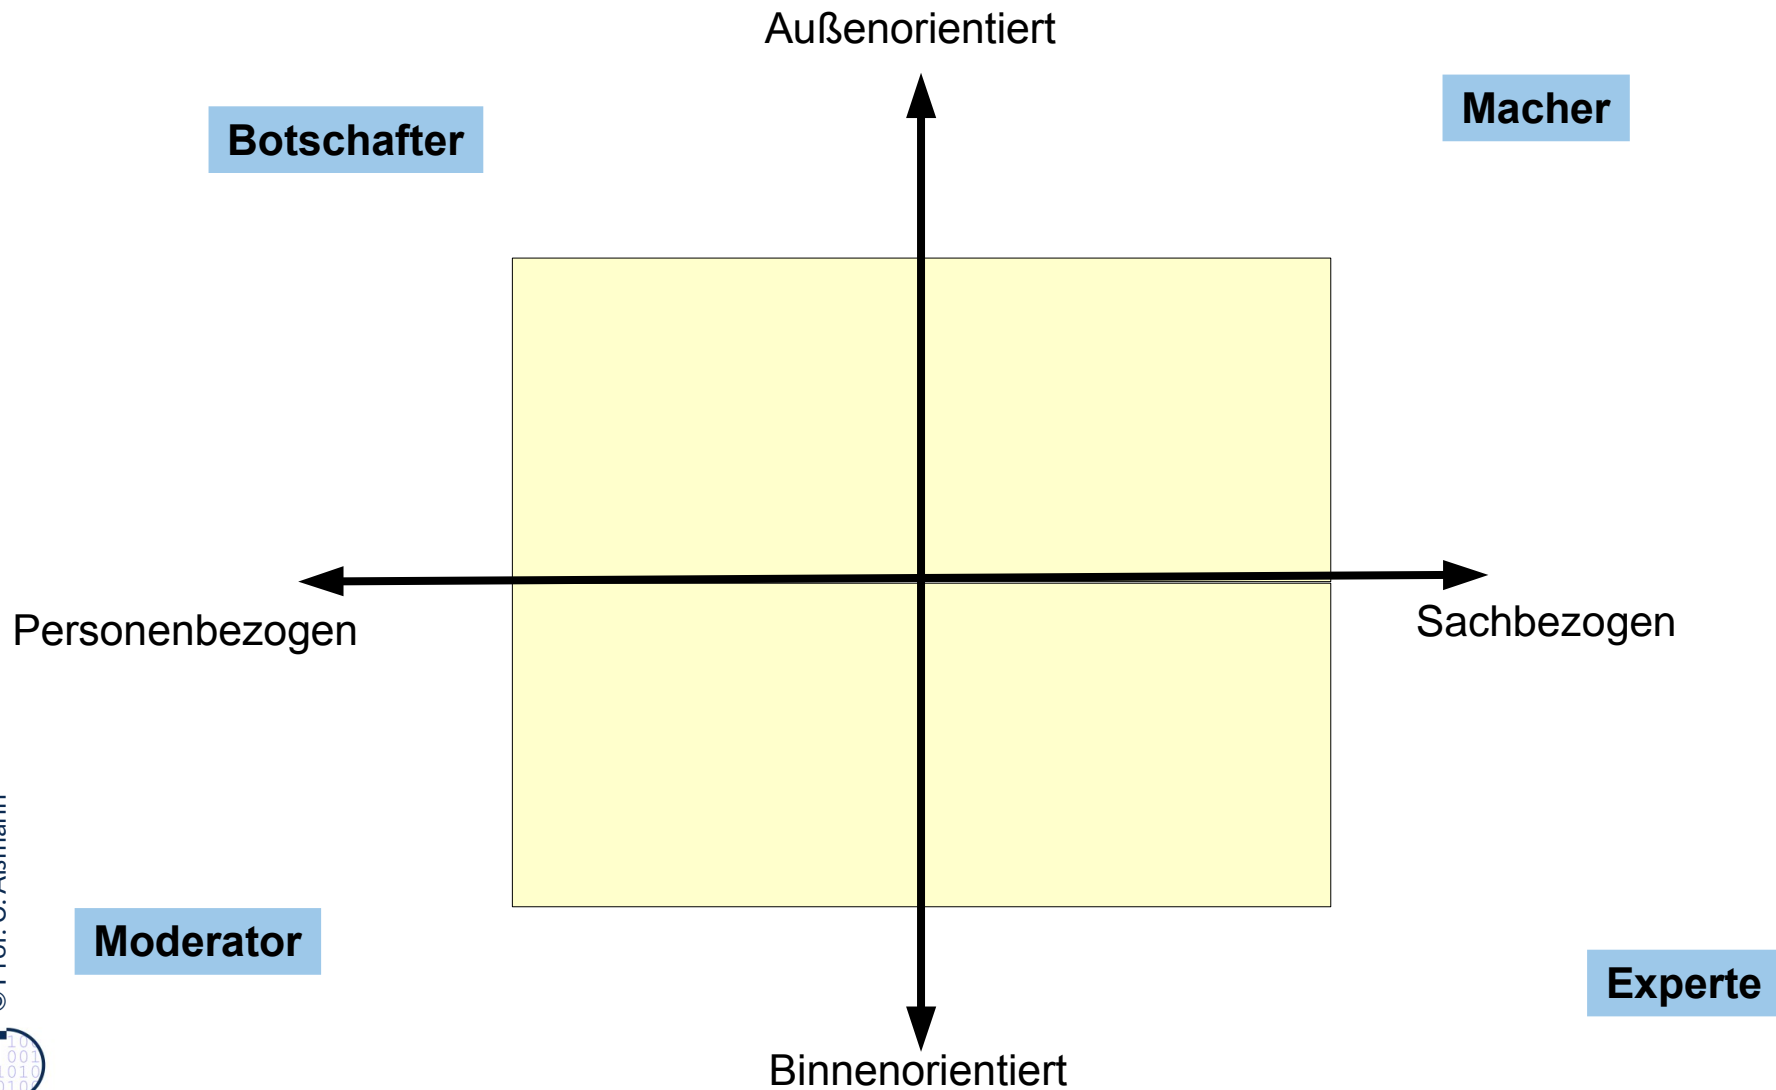 Außenorientiert
Macher
Botschafter
Sachbezogen
Personenbezogen
Moderator
Experte
Binnenorientiert